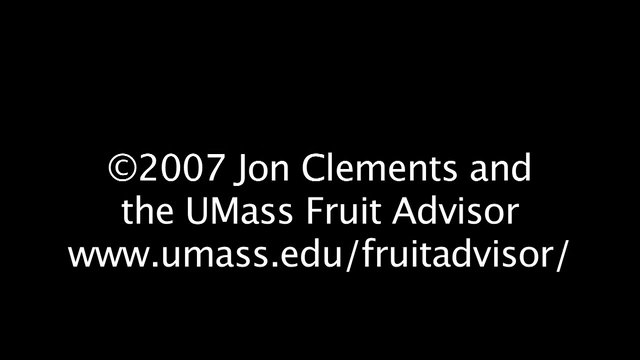 ©2007 Jon Clements and
the UMass Fruit Advisor
www.umass.edu/fruitadvisor/